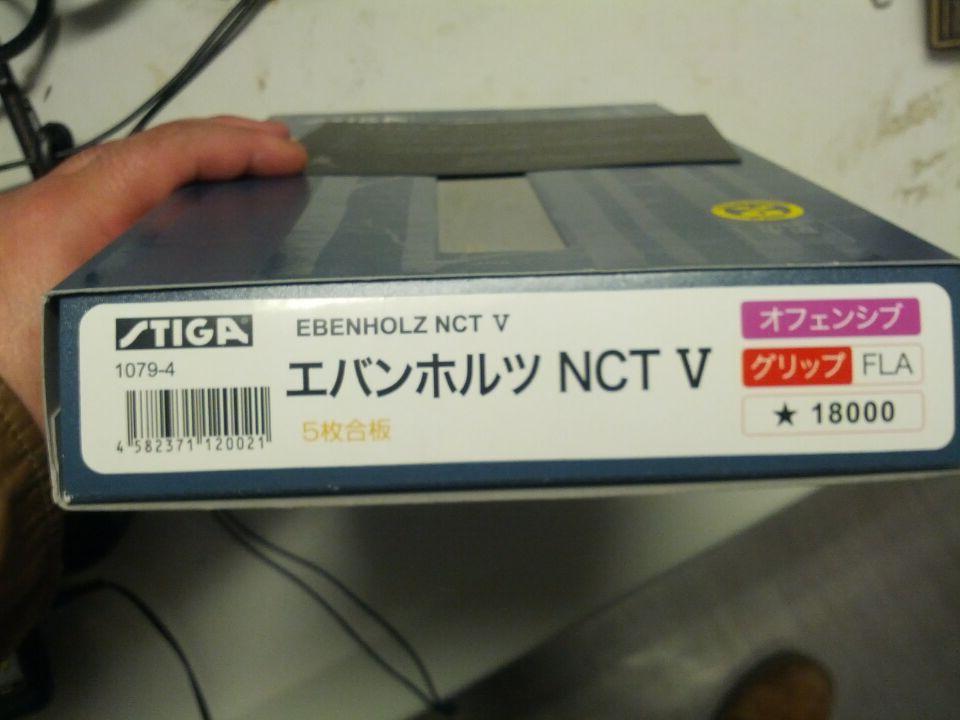 STIGA
EBENHOLZ NCT V
1079-4
エバンホルツ NCT V
5枚合板
4 582371 120021
オフェンシブ
グリップ FLA
★ 18000